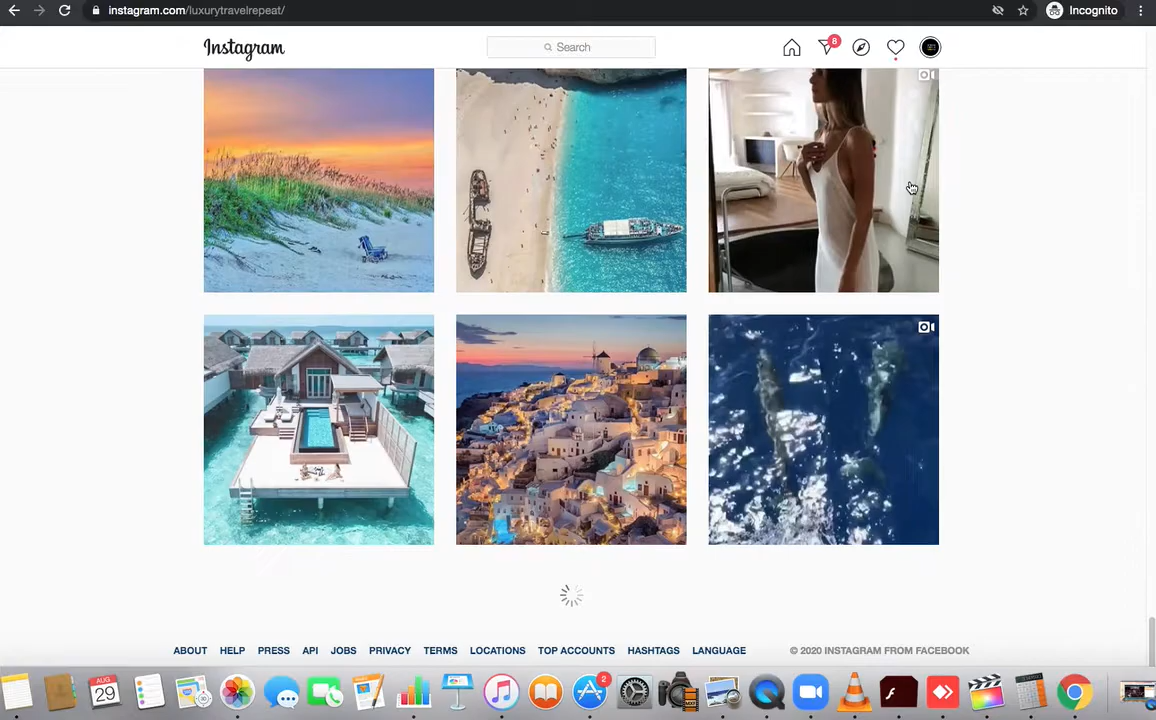 instagram.com/luxurytravelrepeat/
Incognito
Instagram
Search
8
ABOUT HELP PRESS API JOBS PRIVACY TERMS LOCATIONS TOP ACCOUNTS HASHTAGS LANGUAGE © 2020 INSTAGRAM FROM FACEBOOK
AUG
29
2